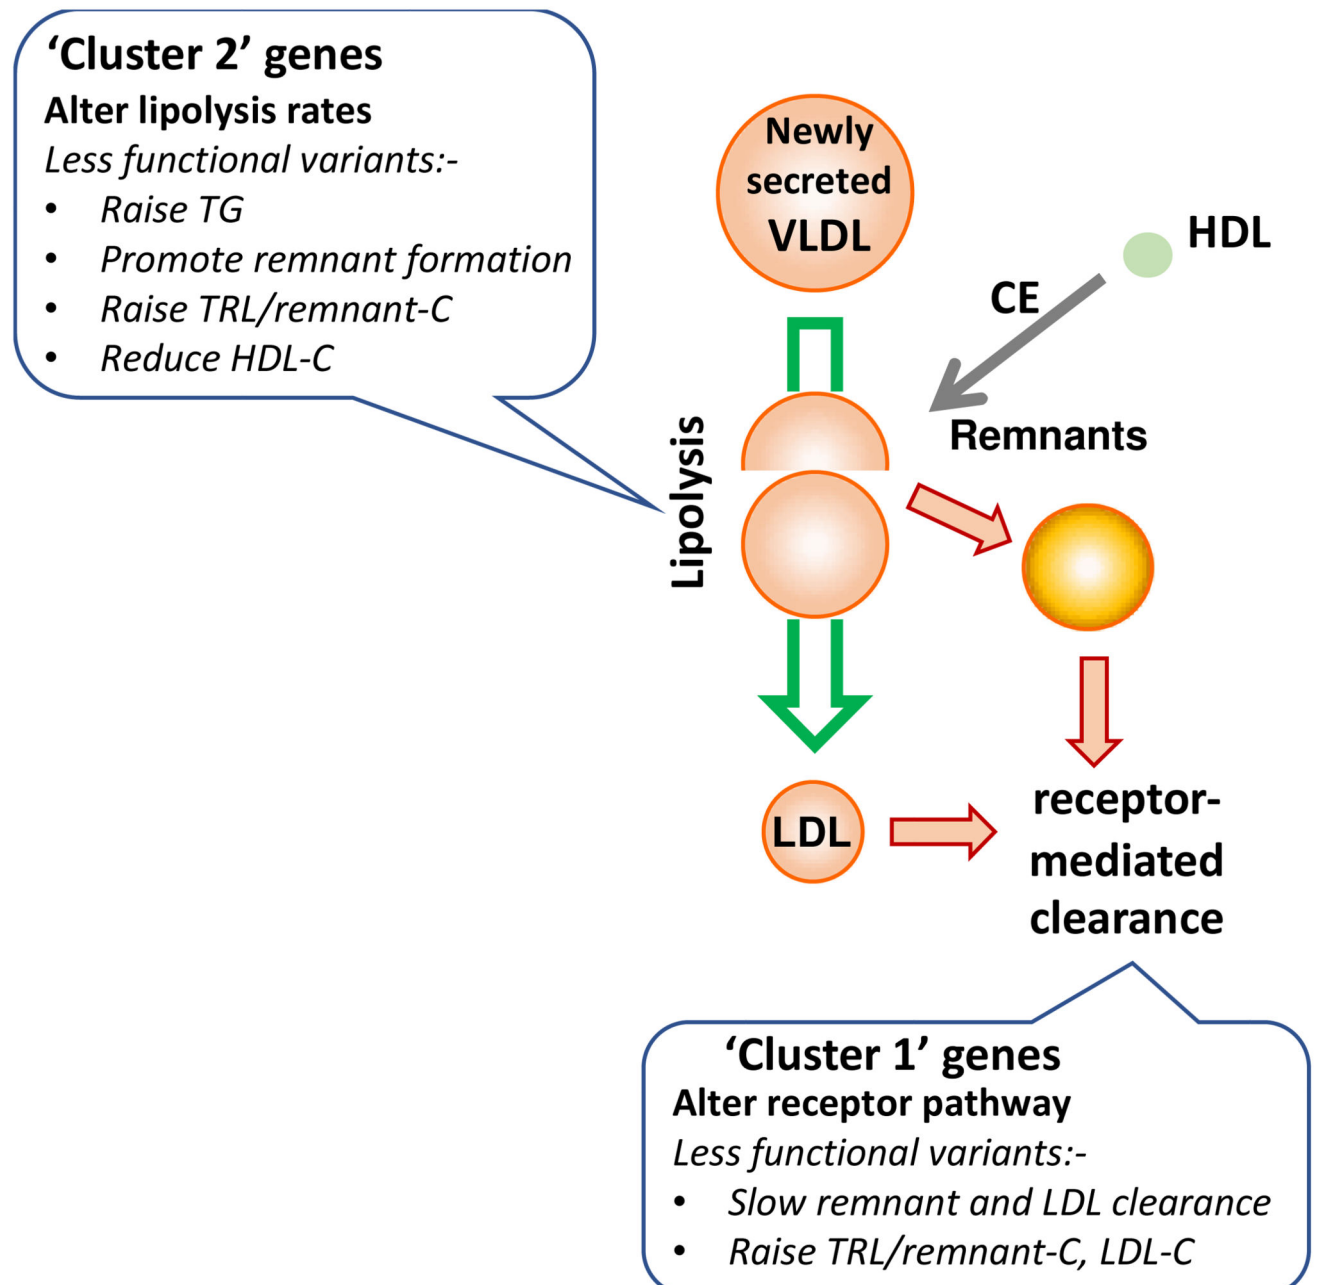 ‘Cluster 2’ genes
Alter lipolysis rates
Less functional variants:-
• Raise TG
• Promote remnant formation
• Raise TRL/remnant-C
• Reduce HDL-C
Newly
secreted
VLDL
HDL
CE
Remnants
Lipolysis
LDL
receptor-
mediated
clearance
‘Cluster 1’ genes
Alter receptor pathway
Less functional variants:-
• Slow remnant and LDL clearance
• Raise TRL/remnant-C, LDL-C